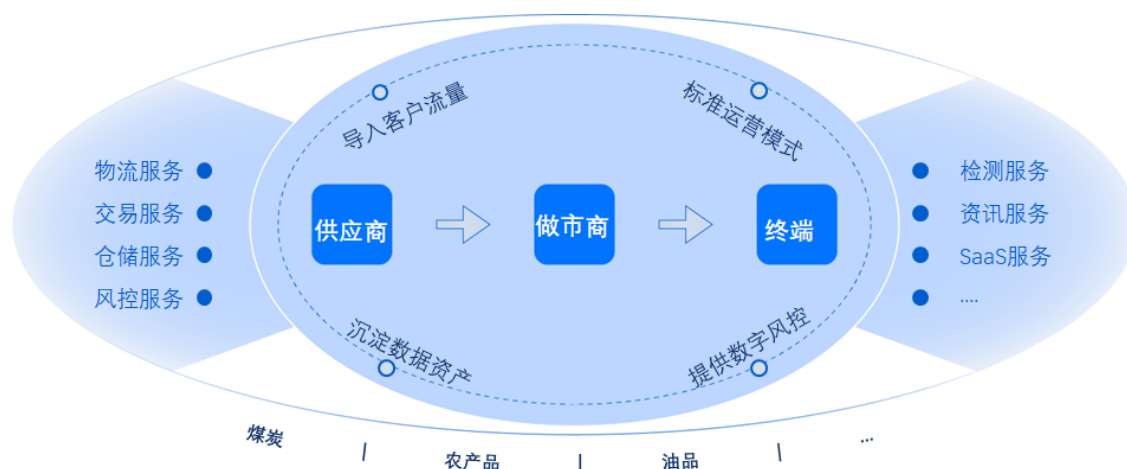 导入客户流量
标准运营模式
物流服务
交易服务
仓储服务
风控服务
供应商
做市商
终端
检测服务
资讯服务
SaaS服务
....
沉淀数据资产
提供数字风控
煤炭 | 农产品 | 油品 | ...